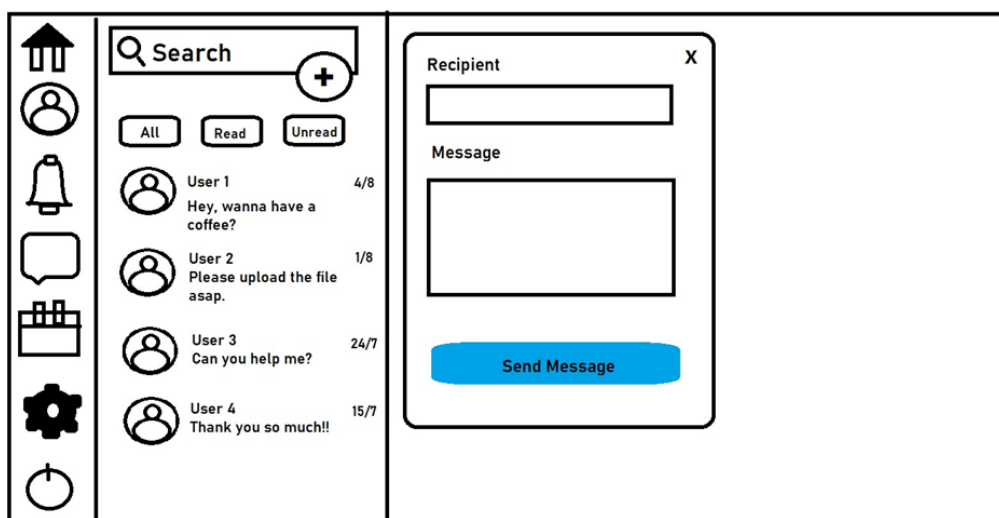 Search
+
All
Read
Unread
User 1
4/8
Hey, wanna have a
coffee?
User 2
1/8
Please upload the file
asap.
User 3
24/7
Can you help me?
User 4
15/7
Thank you so much!!
X
Recipient
Message
Send Message